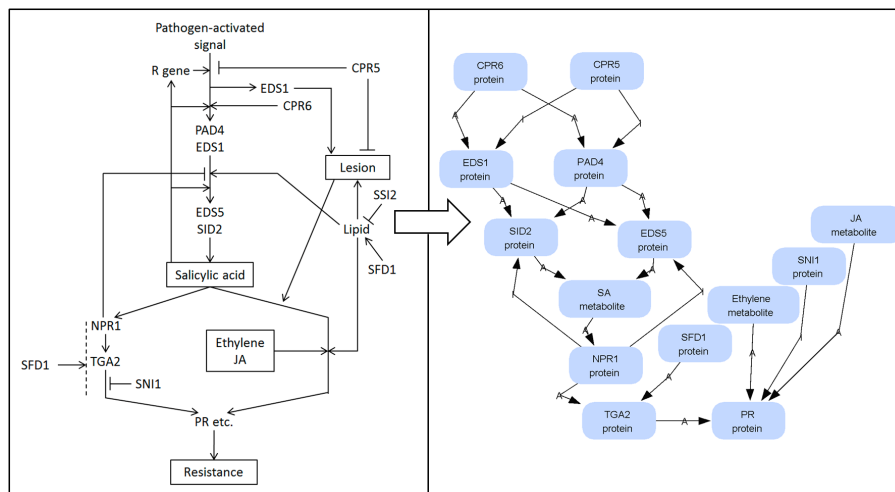 Pathogen-activated
signal
R gene
CPR5
EDS1
CPR6
PAD4
EDS1
Lesion
SSI2
EDS5
SID2
Lipid
SFD1
Salicylic acid
NPR1
Ethylene
JA
SFD1
TGA2
SNI1
PR etc.
Resistance
CPR6
protein
CPR5
protein
A
I
A
I
EDS1
protein
PAD4
protein
A
A
A
A
SID2
protein
EDS5
protein
JA
metabolite
SNI1
protein
A
A
SA
metabolite
Ethylene
metabolite
I
I
A
SFD1
protein
NPR1
protein
I
A
A
A
A
TGA2
protein
A
PR
protein